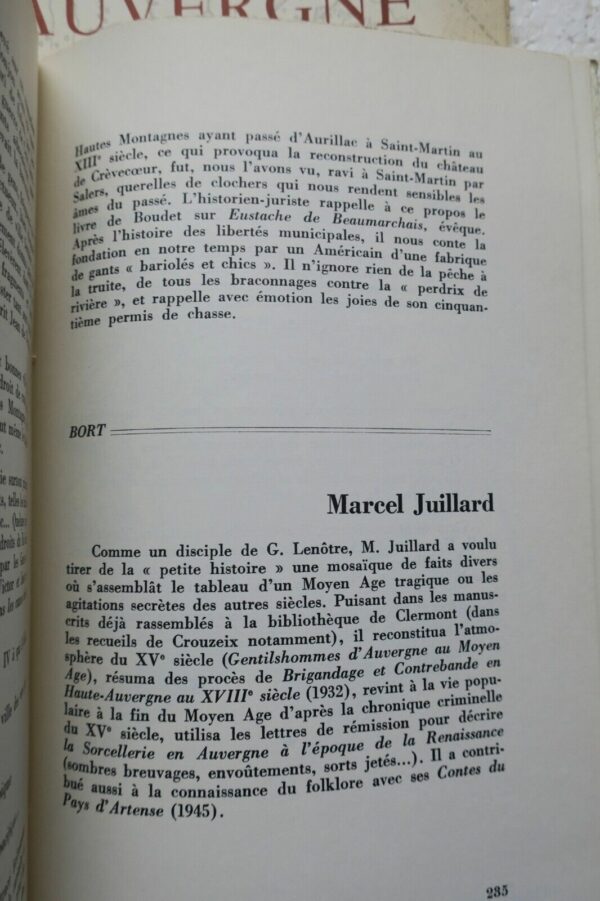 AUVERGNE
Hautes Montagnes ayant passé d'Aurillac à Saint-Martin au
XIIIe siècle, ce qui provoqua la reconstruction du château
de Crèvecœur, fut, nous l'avons vu, ravi à Saint-Martin par
Salers, querelles de clochers qui nous rendent sensibles les
âmes du passé. L'historien-juriste rappelle à ce propos le
livre de Boudet sur Eustache de Beaumarchais, évêque.
Après l'histoire des libertés municipales, il nous conte la
fondation en notre temps par un Américain d'une fabrique
de gants « bariolés et chics ». Il n'ignore rien de la pêche à
la truite, de tous les braconnages contre la « perdrix de
rivière », et rappelle avec émotion les joies de son cinquan-
tième permis de chasse.
BORT
Marcel Juillard
Comme un disciple de G. Lenôtre, M. Juillard a voulu
tirer de la « petite histoire » une mosaïque de faits divers
où s'assemblât le tableau d'un Moyen Age tragique ou les
agitations secrètes des autres siècles. Puisant dans les manus-
crits déjà rassemblés à la bibliothèque de Clermont (dans
les recueils de Crouzeix notamment), il reconstitua l'atmo-
sphère du XVe siècle (Gentilshommes d'Auvergne au Moyen
Age), résuma des procès de Brigandage et Contrebande en
Haute-Auvergne au XVIIIe siècle (1932), revint à la vie popu-
laire à la fin du Moyen Age d'après la chronique criminelle
du XVe siècle, utilisa les lettres de rémission pour décrire
la Sorcellerie en Auvergne à l'époque de la Renaissance
(sombres breuvages, envoûtements, sorts jetés...). Il a contri-
bué aussi à la connaissance du folklore avec ses Contes du
Pays d'Artense (1945).
235